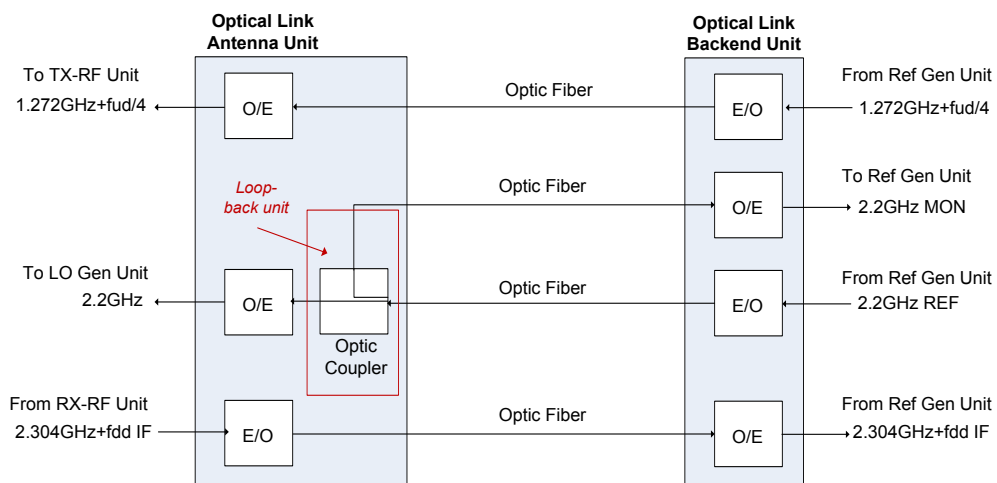 Optical Link
Antenna Unit
Optical Link
Backend Unit
To TX-RF Unit
1.272GHz+fud/4
O/E
Optic Fiber
E/O
From Ref Gen Unit
1.272GHz+fud/4
Loop-
back unit
Optic Fiber
O/E
To Ref Gen Unit
2.2GHz MON
To LO Gen Unit
2.2GHz
O/E
Optic
Coupler
Optic Fiber
E/O
From Ref Gen Unit
2.2GHz REF
From RX-RF Unit
2.304GHz+fdd IF
E/O
Optic Fiber
O/E
From Ref Gen Unit
2.304GHz+fdd IF